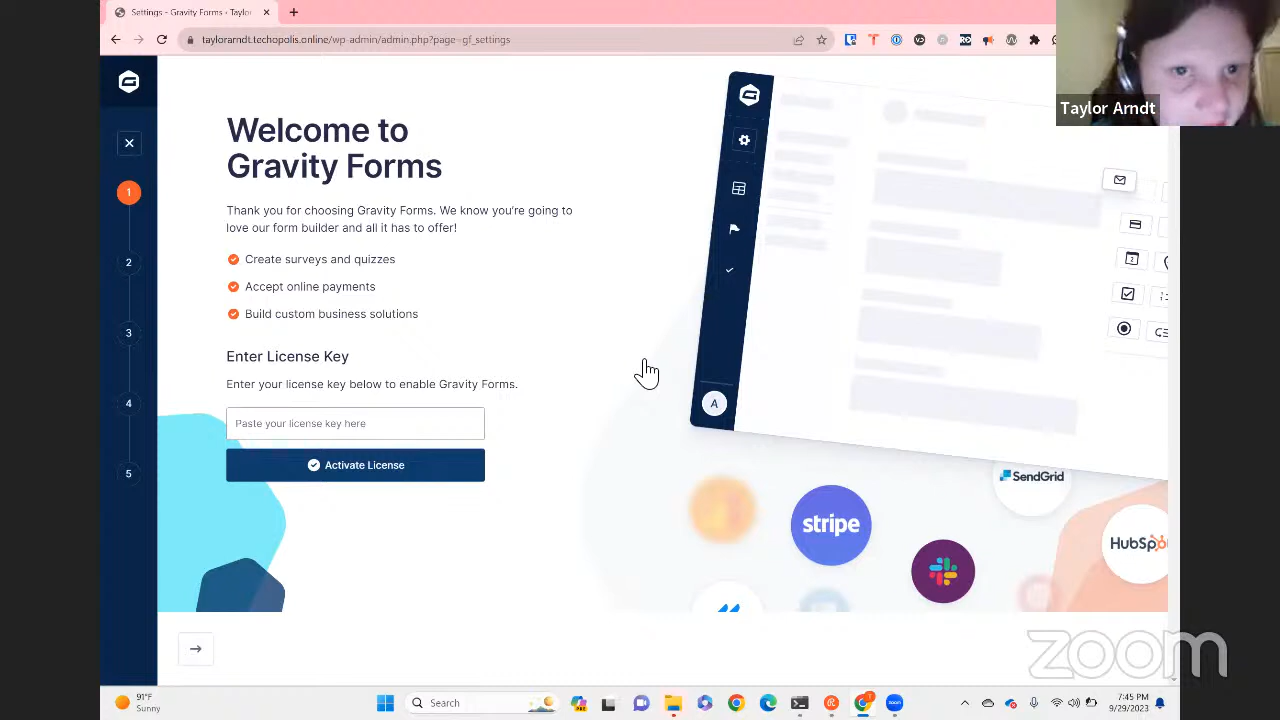 Settings - Gravity Forms ‹ Taylo
taylorarndt.techopolis.online/wp-admin/admin.php?page=gf_settings
Taylor Arndt
Welcome to
Gravity Forms
Thank you for choosing Gravity Forms. We know you're going to
love our form builder and all it has to offer!
Create surveys and quizzes
Accept online payments
Build custom business solutions
Enter License Key
Enter your license key below to enable Gravity Forms.
Paste your license key here
Activate License
1
2
3
4
5
A
SendGrid
stripe
HubSpot
zoom
91°F
Sunny
Search
7:45 PM
9/29/2023